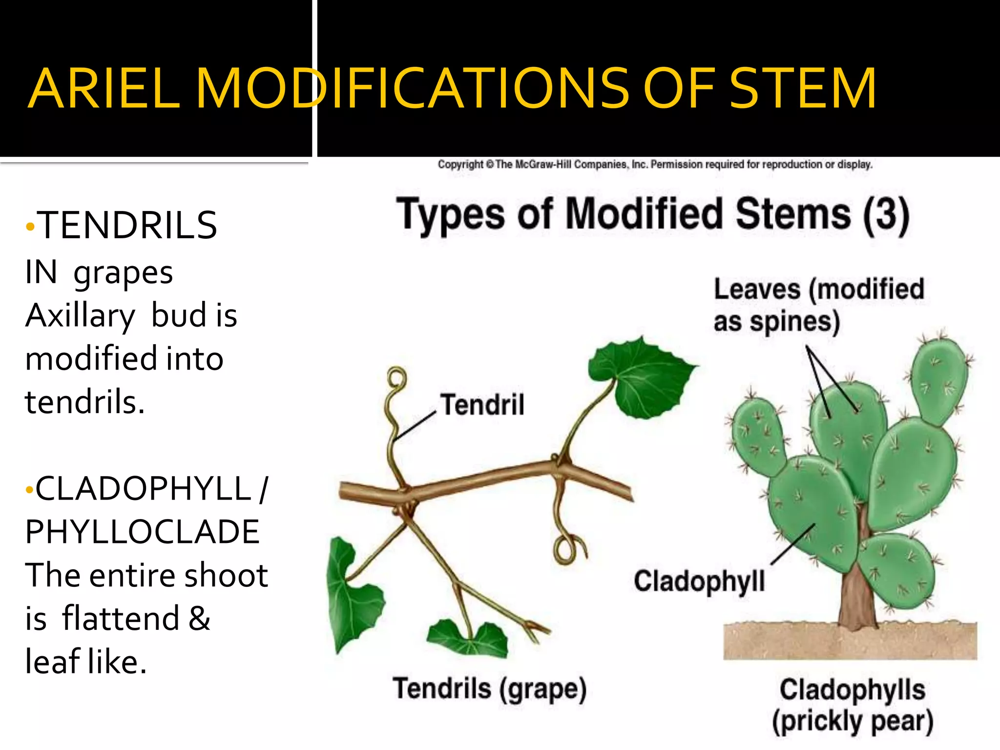 ARIEL MODIFICATIONS OF STEM
Copyright © The McGraw-Hill Companies, Inc. Permission required for reproduction or display.
•TENDRILS
IN  grapes
Axillary  bud is
modified into
tendrils.
•CLADOPHYLL /
PHYLLOCLADE
The entire shoot
is  flattend &
leaf like.
Types of Modified Stems (3)
Leaves (modified
as spines)
Tendril
Cladophyll
Tendrils (grape)
Cladophylls
(prickly pear)